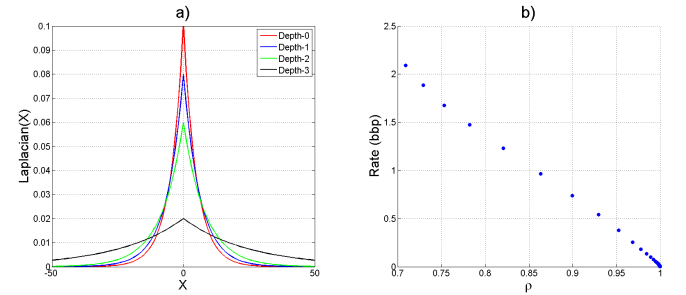 a)
Laplacian(X)
0.1
0.09
0.08
0.07
0.06
0.05
0.04
0.03
0.02
0.01
0
-50
0
50
X
Depth-0
Depth-1
Depth-2
Depth-3
b)
Rate (bbp)
2.5
2
1.5
1
0.5
0
0.7
0.75
0.8
0.85
0.9
0.95
1
ρ